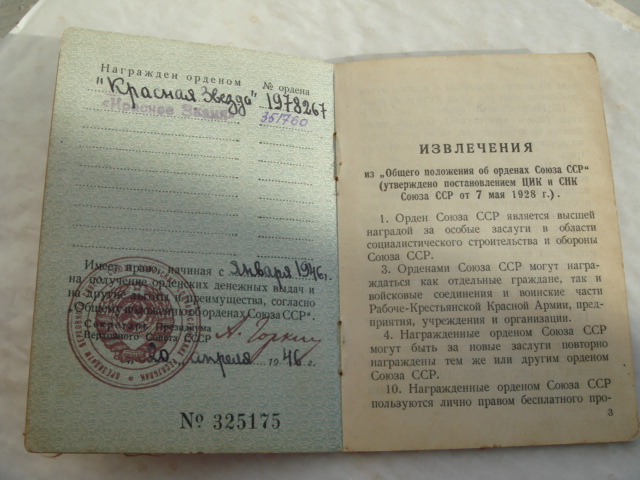 Награжден орденом № ордена
"Красная Звезда" 1978267
«Красное Знамя» 351760
Имеет право, начиная с января 1946 г.
на получение орденских денежных выдач и
на другие льготы и преимущества, согласно
„Общему положению об орденах Союза ССР".
Секретарь Президиума
Верховного Совета СССР А. Горкин
20 апреля 1946 г.
№ 325175
ИЗВЛЕЧЕНИЯ
из „Общего положения об орденах Союза ССР"
(утверждено постановлением ЦИК и СНК
Союза ССР от 7 мая 1928 г.).
1. Орден Союза ССР является высшей
наградой за особые заслуги в области
социалистического строительства и обороны
Союза ССР.
3. Орденами Союза ССР могут награ-
ждаться как отдельные граждане, так и
войсковые соединения и воинские части
Рабоче-Крестьянской Красной Армии, пред-
приятия, учреждения и организации.
4. Награжденные орденом Союза ССР
могут быть за новые заслуги повторно
награждены тем же или другим орденом
Союза ССР.
10. Награжденные орденом Союза ССР
пользуются лично правом бесплатного про-
3